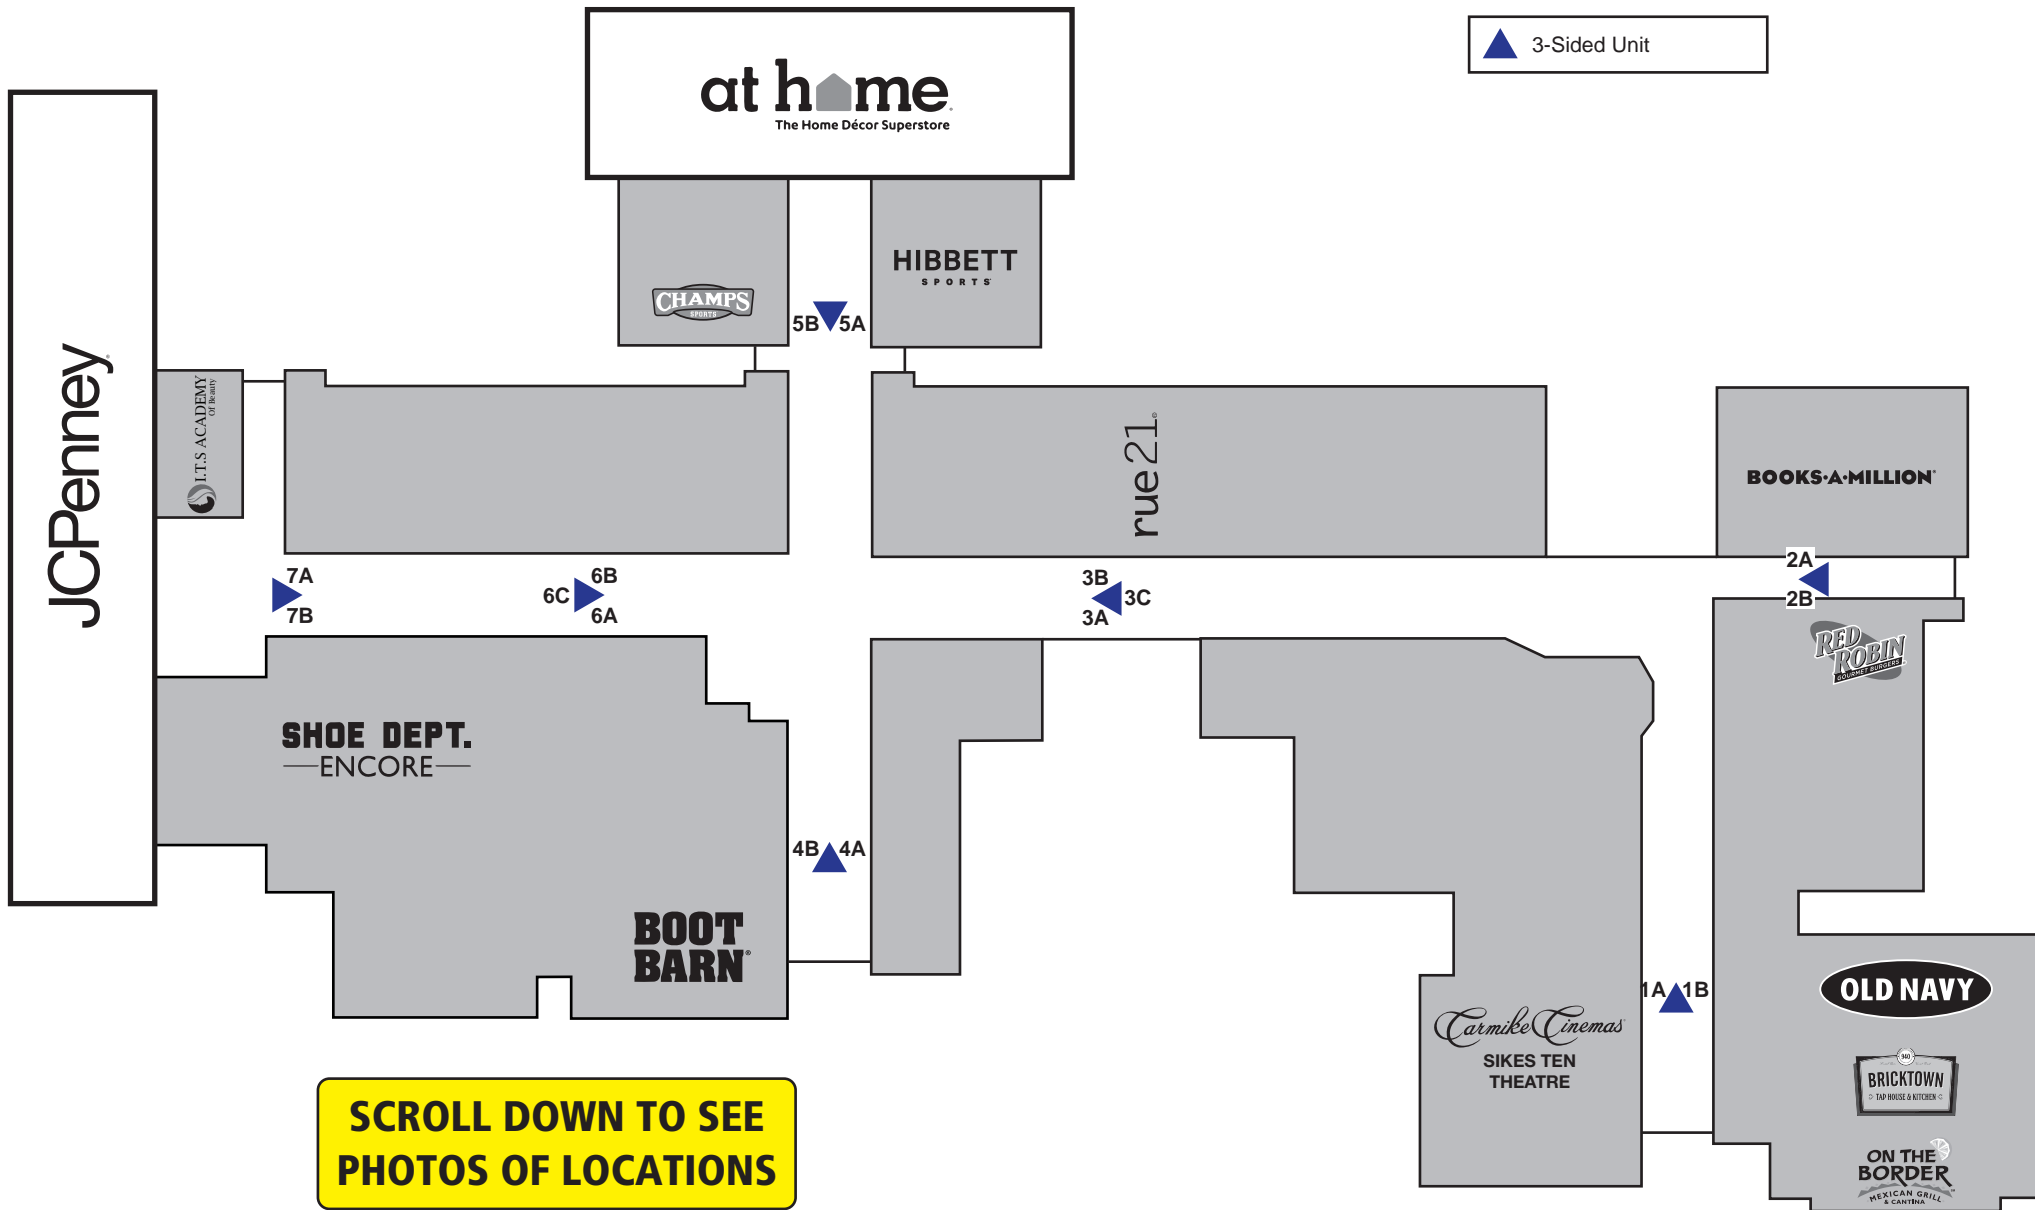 3-Sided Unit
at home.
The Home Décor Superstore
HIBBETT
SPORTS
CHAMPS
SPORTS
5B
5A
JCPenney
I.T.S ACADEMY
Of Beauty
rue21®
BOOKS·A·MILLION®
2A
2B
7A
7B
6B
6C
6A
3B
3C
3A
RED
ROBIN
GOURMET BURGERS
SHOE DEPT.
ENCORE
4B
4A
BOOT
BARN®
1A
1B
OLD NAVY
Carmike Cinemas
SIKES TEN
THEATRE
940
BRICKTOWN
TAP HOUSE & KITCHEN
ON THE
BORDER
MEXICAN GRILL
& CANTINA
SCROLL DOWN TO SEE
PHOTOS OF LOCATIONS